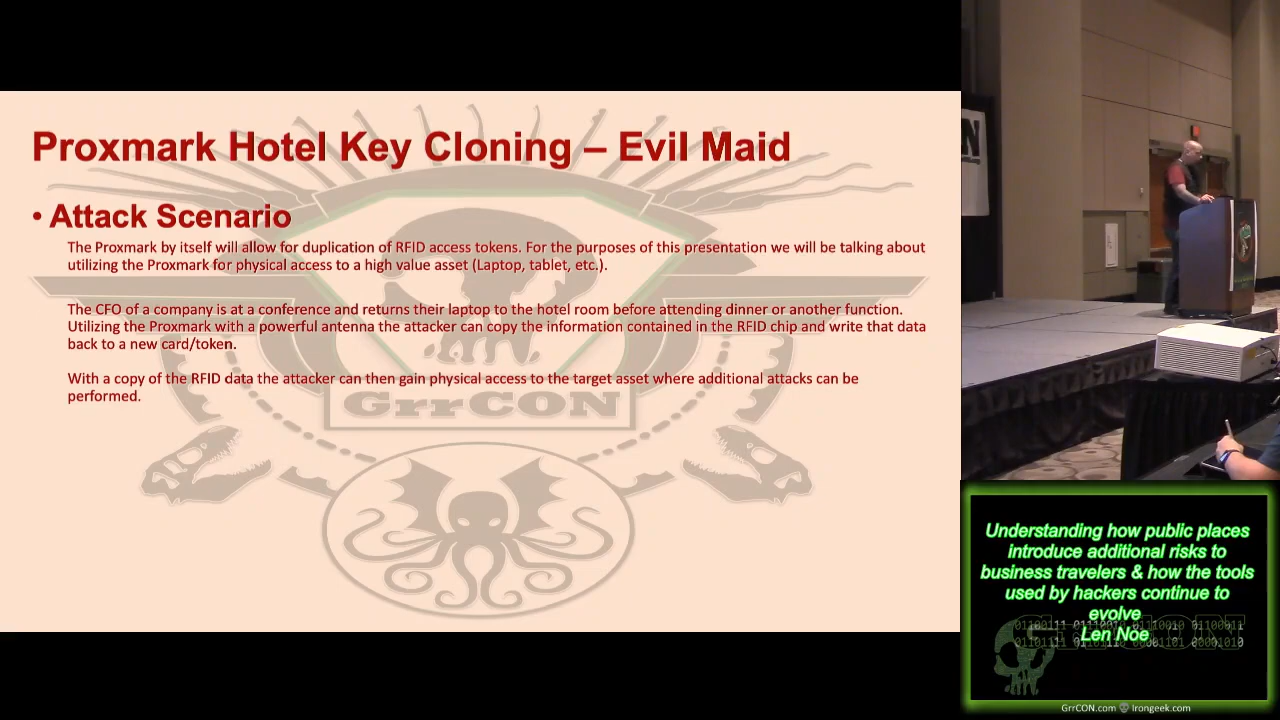 Proxmark Hotel Key Cloning – Evil Maid
• Attack Scenario
The Proxmark by itself will allow for duplication of RFID access tokens. For the purposes of this presentation we will be talking about
utilizing the Proxmark for physical access to a high value asset (Laptop, tablet, etc.).
The CFO of a company is at a conference and returns their laptop to the hotel room before attending dinner or another function.
Utilizing the Proxmark with a powerful antenna the attacker can copy the information contained in the RFID chip and write that data
back to a new card/token.
With a copy of the RFID data the attacker can then gain physical access to the target asset where additional attacks can be
performed.
GrrCON
Understanding how public places
introduce additional risks to
business travelers & how the tools
used by hackers continue to
evolve
Len Noe
GrrCON.com Irongeek.com